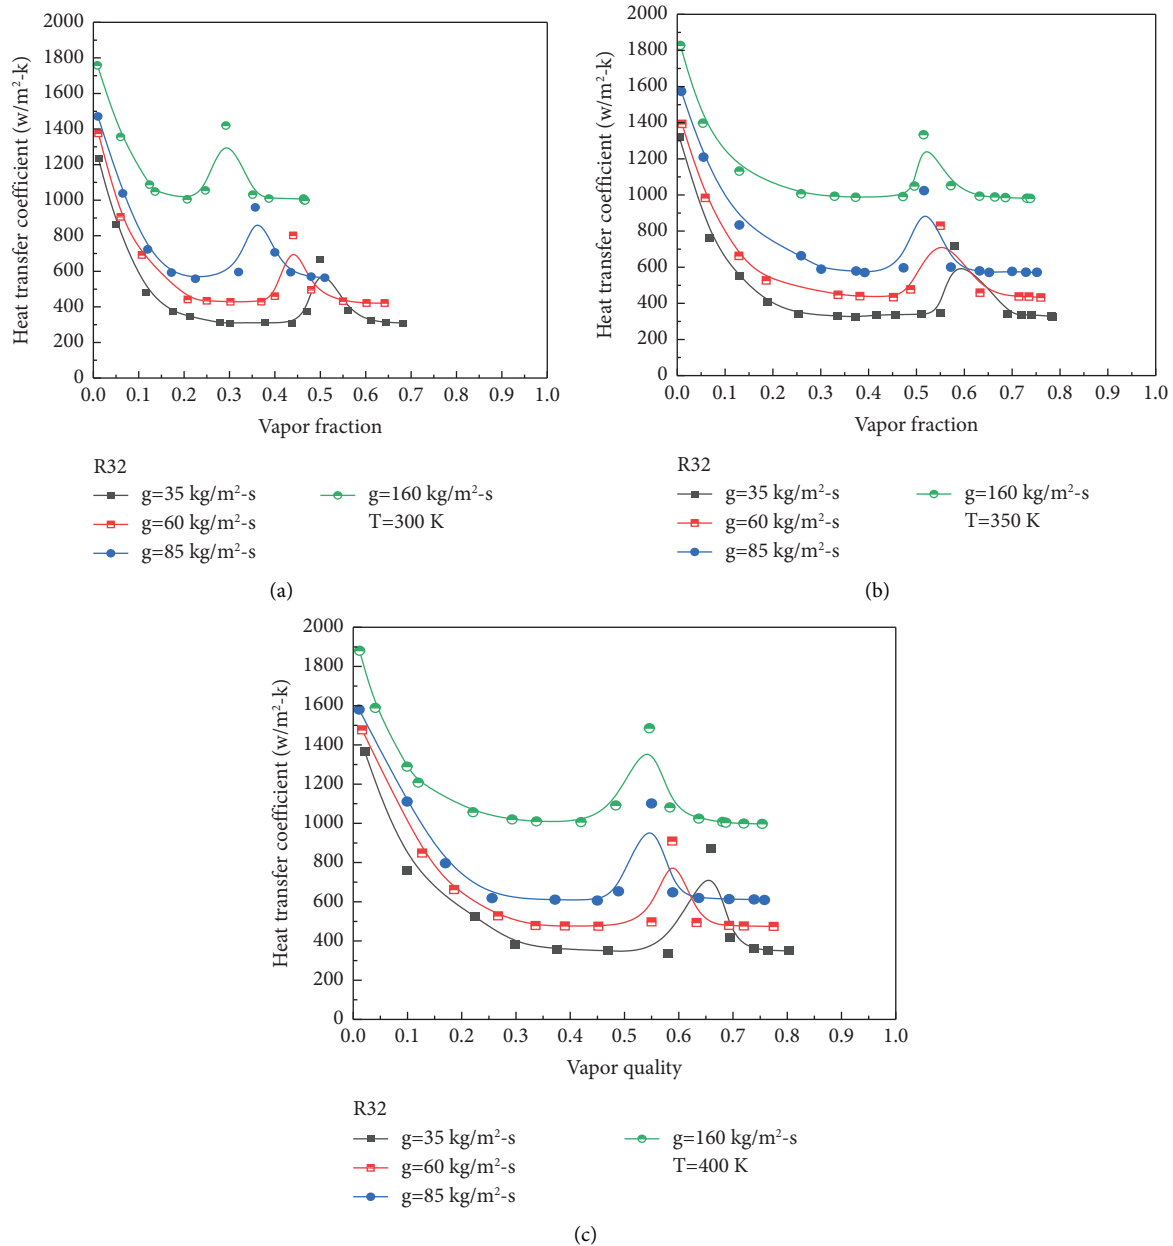 2000
1800
1600
1400
1200
1000
800
600
400
200
0
Heat transfer coefficient (w/m²-k)
0.0 0.1 0.2 0.3 0.4 0.5 0.6 0.7 0.8 0.9 1.0
Vapor fraction
R32
g=35 kg/m²-s
g=60 kg/m²-s
g=85 kg/m²-s
g=160 kg/m²-s
T=300 K
(a)
2000
1800
1600
1400
1200
1000
800
600
400
200
0
Heat transfer coefficient (w/m²-k)
0.0 0.1 0.2 0.3 0.4 0.5 0.6 0.7 0.8 0.9 1.0
Vapor fraction
R32
g=35 kg/m²-s
g=60 kg/m²-s
g=85 kg/m²-s
g=160 kg/m²-s
T=350 K
(b)
2000
1800
1600
1400
1200
1000
800
600
400
200
0
Heat transfer coefficient (w/m²-k)
0.0 0.1 0.2 0.3 0.4 0.5 0.6 0.7 0.8 0.9 1.0
Vapor quality
R32
g=35 kg/m²-s
g=60 kg/m²-s
g=85 kg/m²-s
g=160 kg/m²-s
T=400 K
(c)